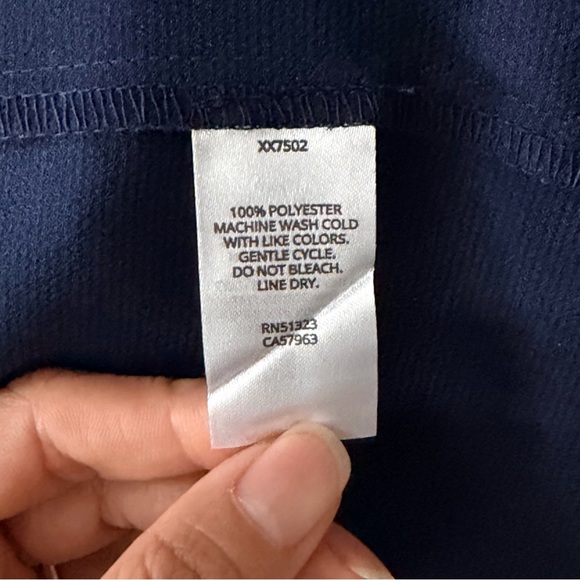 XX7502
100% POLYESTER
MACHINE WASH COLD
WITH LIKE COLORS.
GENTLE CYCLE.
DO NOT BLEACH.
LINE DRY.
RN51323
CA57963